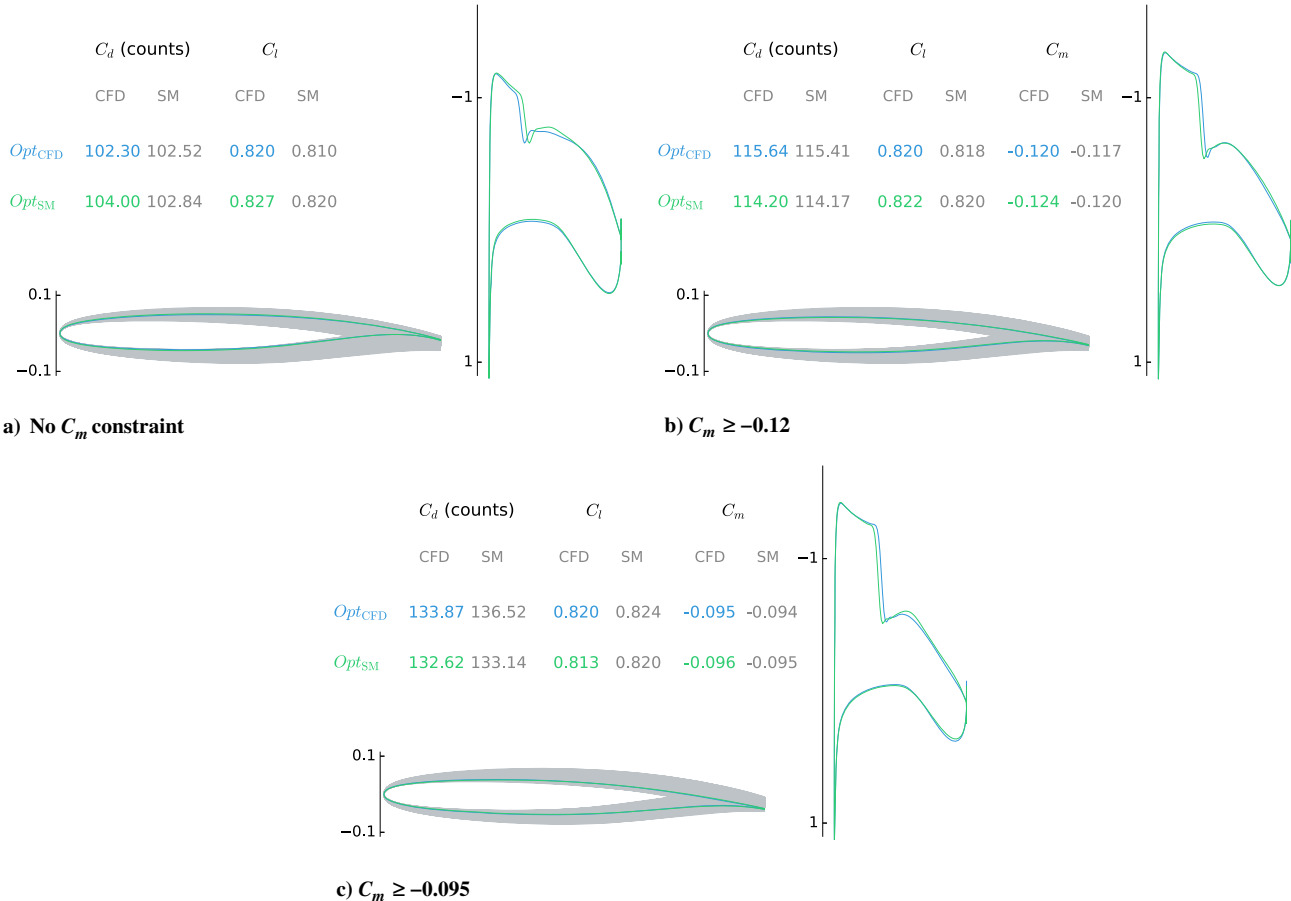 C_d (counts) C_l
CFD SM CFD SM
Opt_CFD 102.30 102.52 0.820 0.810
Opt_SM 104.00 102.84 0.827 0.820
−1
1
0.1
−0.1
a) No C_m constraint
C_d (counts) C_l C_m
CFD SM CFD SM CFD SM
Opt_CFD 115.64 115.41 0.820 0.818 -0.120 -0.117
Opt_SM 114.20 114.17 0.822 0.820 -0.124 -0.120
−1
1
0.1
−0.1
b) C_m ≥ −0.12
C_d (counts) C_l C_m
CFD SM CFD SM CFD SM
Opt_CFD 133.87 136.52 0.820 0.824 -0.095 -0.094
Opt_SM 132.62 133.14 0.813 0.820 -0.096 -0.095
−1
1
0.1
−0.1
c) C_m ≥ −0.095